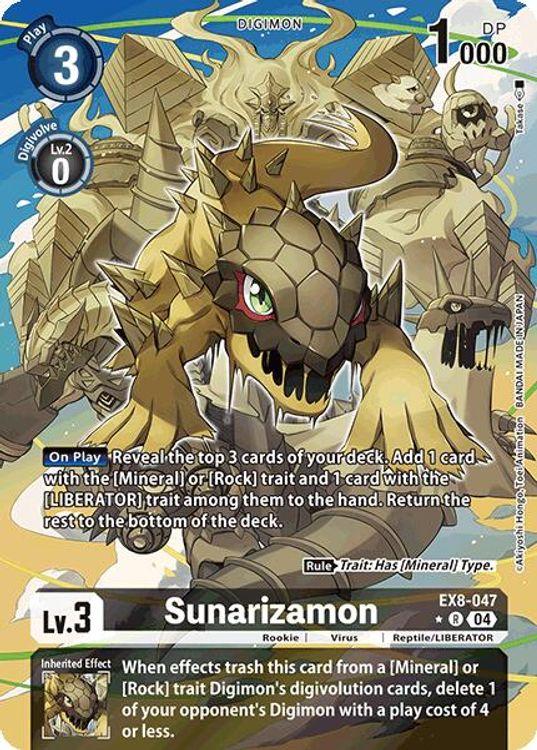 DIGIMON
Play
3
1000
DP
Digivolve
Lv.2
0
Takase
BANDAI MADE IN JAPAN
©Akiyoshi Hongo, Toei Animation
On Play Reveal the top 3 cards of your deck. Add 1 card
with the [Mineral] or [Rock] trait and 1 card with the
[LIBERATOR] trait among them to the hand. Return the
rest to the bottom of the deck.
Rule Trait: Has [Mineral] Type.
Lv.3
Sunarizamon
EX8-047
R 04
Rookie | Virus | Reptile/LIBERATOR
Inherited Effect
When effects trash this card from a [Mineral] or
[Rock] trait Digimon's digivolution cards, delete 1
of your opponent's Digimon with a play cost of 4
or less.